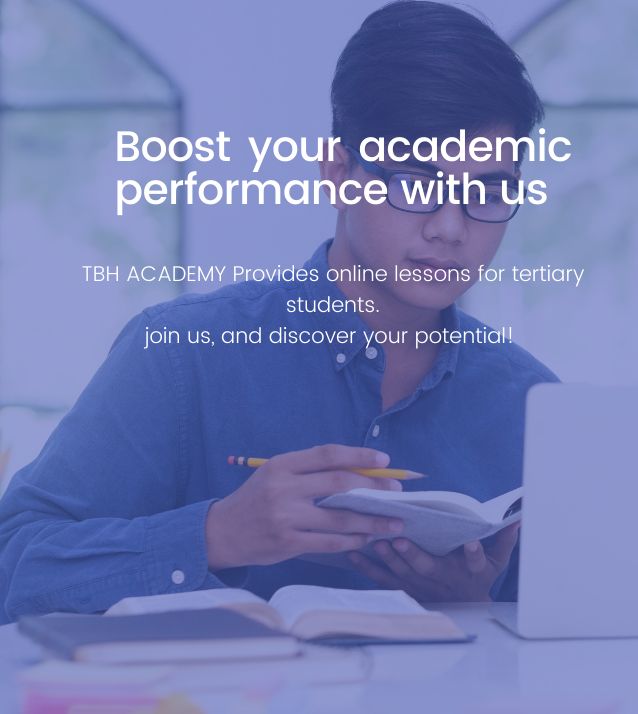 Boost your academic
performance with us
TBH ACADEMY Provides online lessons for tertiary
students.
join us, and discover your potential!!